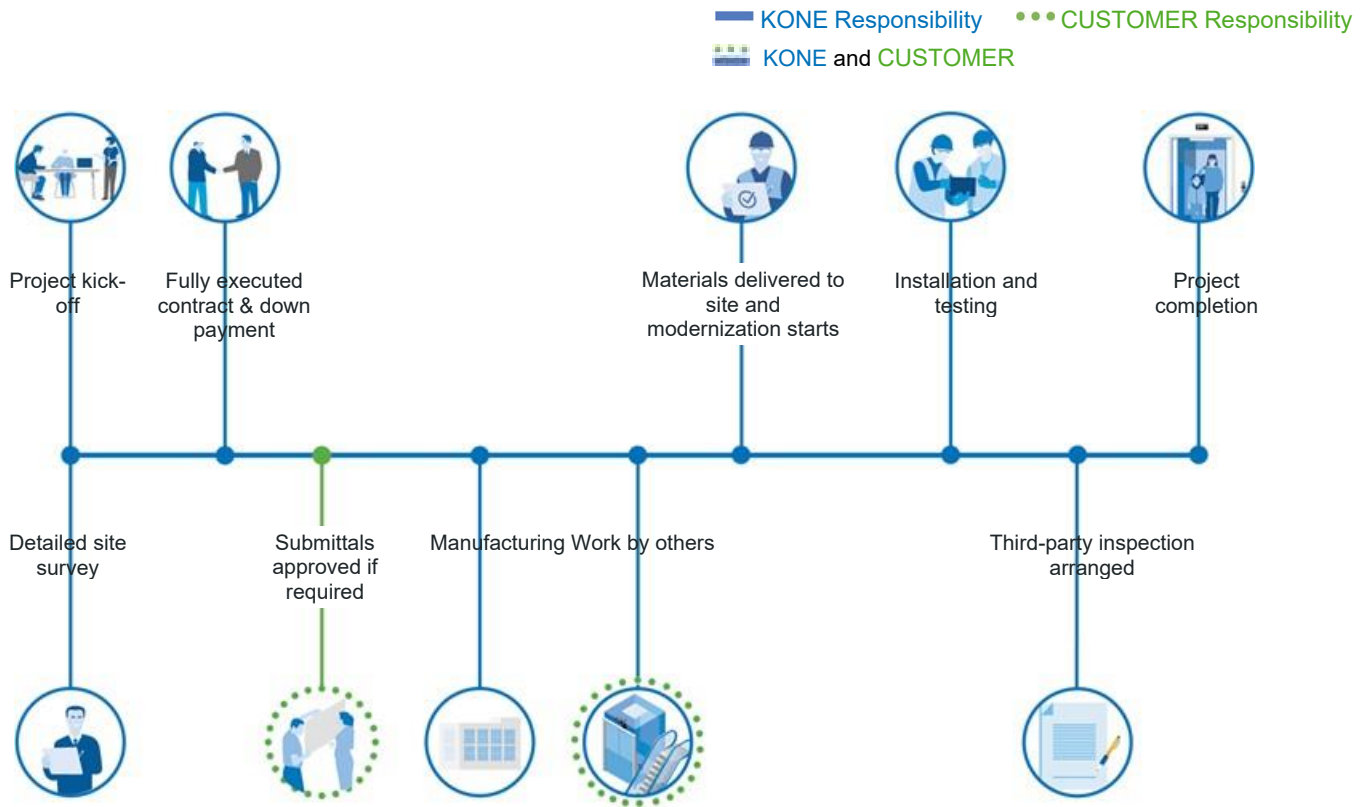 KONE Responsibility
CUSTOMER Responsibility
KONE and CUSTOMER
Project kick-
off
Fully executed
contract & down
payment
Materials delivered to
site and
modernization starts
Installation and
testing
Project
completion
Detailed site
survey
Submittals
approved if
required
Manufacturing
Work by others
Third-party inspection
arranged